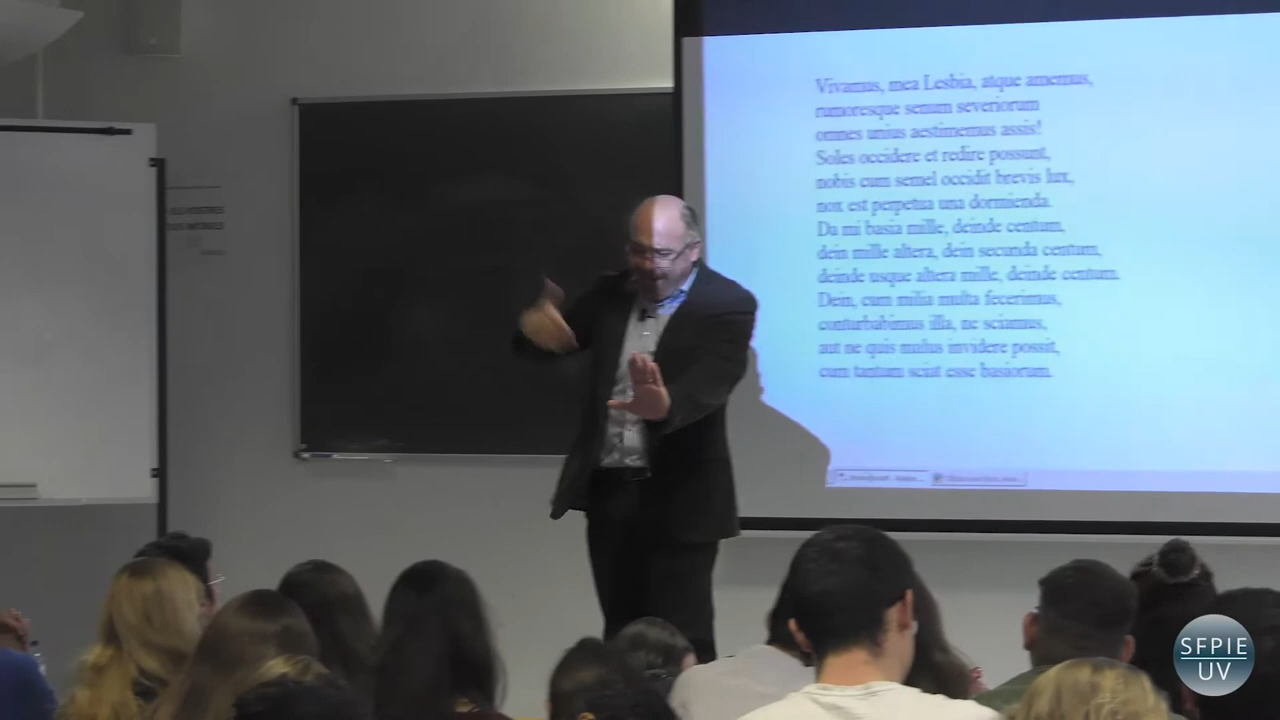 Vivamus, mea Lesbia, atque amemus,
rumoresque senum severiorum
omnes unius aestimemus assis!
Soles occidere et redire possunt,
nobis cum semel occidit brevis lux,
nox est perpetua una dormienda.
Da mi basia mille, deinde centum,
dein mille altera, dein secunda centum,
deinde usque altera mille, deinde centum.
Dein, cum milia multa fecerimus,
conturbabimus illa, ne sciamus,
aut ne quis malus invidere possit,
cum tantum sciat esse basiorum.
SFPIE
UV